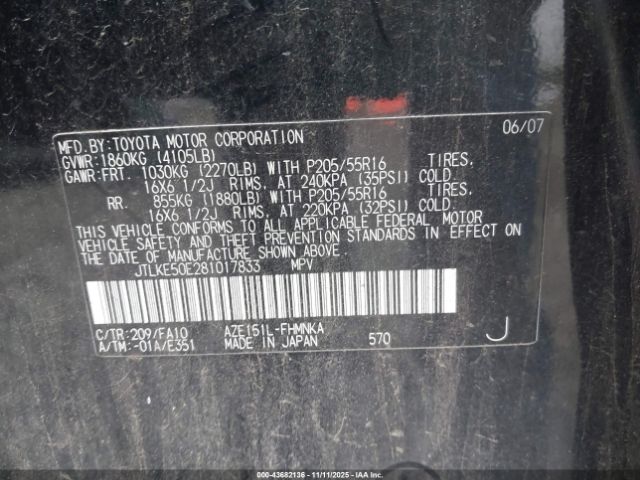 06/07
MFD.BY:TOYOTA MOTOR CORPORATION
GVWR:1860KG (4105LB)
GAWR:FRT. 1030KG (2270LB) WITH P205/55R16 TIRES.
16X6 1/2J RIMS. AT 240KPA (35PSI) COLD.
RR. 855KG (1880LB) WITH P205/55R16 TIRES.
16X6 1/2J RIMS. AT 220KPA (32PSI) COLD.
THIS VEHICLE CONFORMS TO ALL APPLICABLE FEDERAL MOTOR
VEHICLE SAFETY AND THEFT PREVENTION STANDARDS IN EFFECT ON
THE DATE OF MANUFACTURE SHOWN ABOVE.
JTLKE50E281017833 MPV
C/TR:209/FA10 AZE151L-FHMNKA
A/TM:-01A/E351 MADE IN JAPAN 570 J
000-43682136 - 11/11/2025 - IAA Inc.